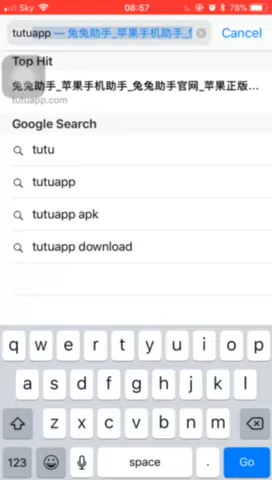 Sky 08:57 78%
tutuapp — 兔兔助手_苹果手机助手_ Cancel
Top Hit
兔兔助手_苹果手机助手_兔兔助手官网_苹果正版...
tutuapp.com
Google Search
tutu
tutuapp
tutuapp apk
tutuapp download
q w e r t y u i o p
a s d f g h j k l
z x c v b n m
123 space . Go